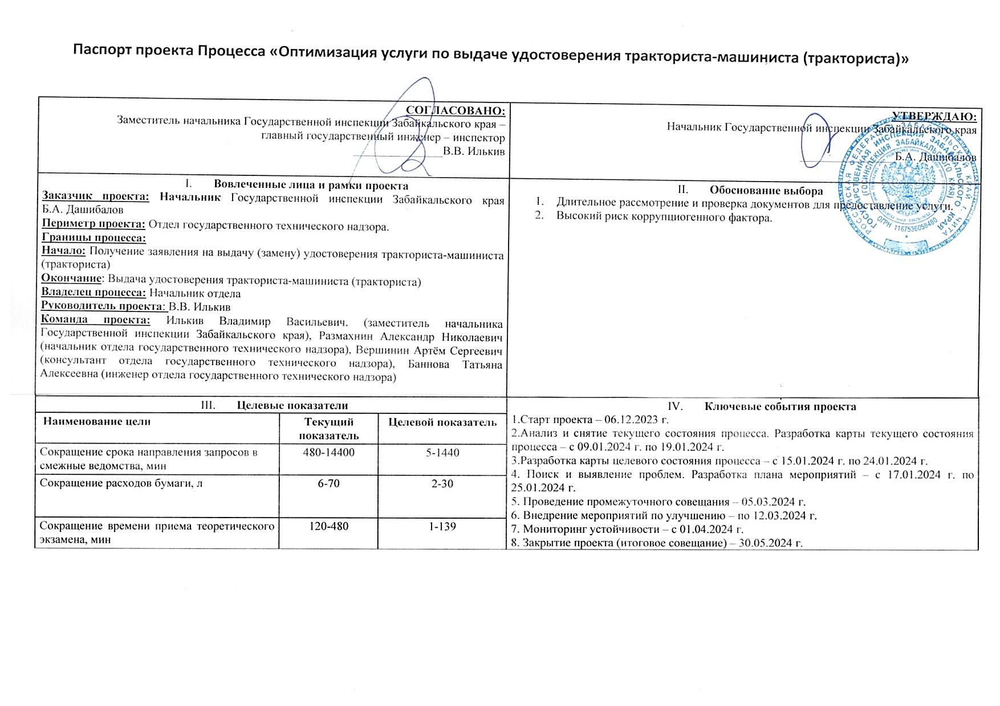 Паспорт проекта Процесса «Оптимизация услуги по выдаче удостоверения тракториста-машиниста (тракториста)»
СОГЛАСОВАНО:
Заместитель начальника Государственной инспекции Забайкальского края –
главный государственный инженер – инспектор
_______________В.В. Илькив
УТВЕРЖДАЮ:
Начальник Государственной инспекции Забайкальского края
_______________Б.А. Дашибалов
РОССИЙСКАЯ ФЕДЕРАЦИЯ ЗАБАЙКАЛЬСКИЙ КРАЙ г. ЧИТА
ГОСУДАРСТВЕННАЯ ИНСПЕКЦИЯ ЗАБАЙКАЛЬСКОГО КРАЯ
(ГОСИНСПЕКЦИЯ ЗАБАЙКАЛЬСКОГО КРАЯ)
ОГРН 1167536058480
I. Вовлеченные лица и рамки проекта
Заказчик проекта: Начальник Государственной инспекции Забайкальского края
Б.А. Дашибалов
Периметр проекта: Отдел государственного технического надзора.
Границы процесса:
Начало: Получение заявления на выдачу (замену) удостоверения тракториста-машиниста
(тракториста)
Окончание: Выдача удостоверения тракториста-машиниста (тракториста)
Владелец процесса: Начальник отдела
Руководитель проекта: В.В. Илькив
Команда проекта: Илькив Владимир Васильевич. (заместитель начальника
Государственной инспекции Забайкальского края), Размахнин Александр Николаевич
(начальник отдела государственного технического надзора), Вершинин Артём Сергеевич
(консультант отдела государственного технического надзора), Баннова Татьяна
Алексеевна (инженер отдела государственного технического надзора)
II. Обоснование выбора
1. Длительное рассмотрение и проверка документов для предоставление услуги.
2. Высокий риск коррупциогенного фактора.
III. Целевые показатели
Наименование цели
Текущий
показатель
Целевой показатель
Сокращение срока направления запросов в
смежные ведомства, мин
480-14400
5-1440
Сокращение расходов бумаги, л
6-70
2-30
Сокращение времени приема теоретического
экзамена, мин
120-480
1-139
IV. Ключевые события проекта
1.Старт проекта – 06.12.2023 г.
2.Анализ и снятие текущего состояния процесса. Разработка карты текущего состояния
процесса – с 09.01.2024 г. по 19.01.2024 г.
3.Разработка карты целевого состояния процесса – с 15.01.2024 г. по 24.01.2024 г.
4. Поиск и выявление проблем. Разработка плана мероприятий – с 17.01.2024 г. по
25.01.2024 г.
5. Проведение промежуточного совещания – 05.03.2024 г.
6. Внедрение мероприятий по улучшению – по 12.03.2024 г.
7. Мониторинг устойчивости – с 01.04.2024 г.
8. Закрытие проекта (итоговое совещание) – 30.05.2024 г.